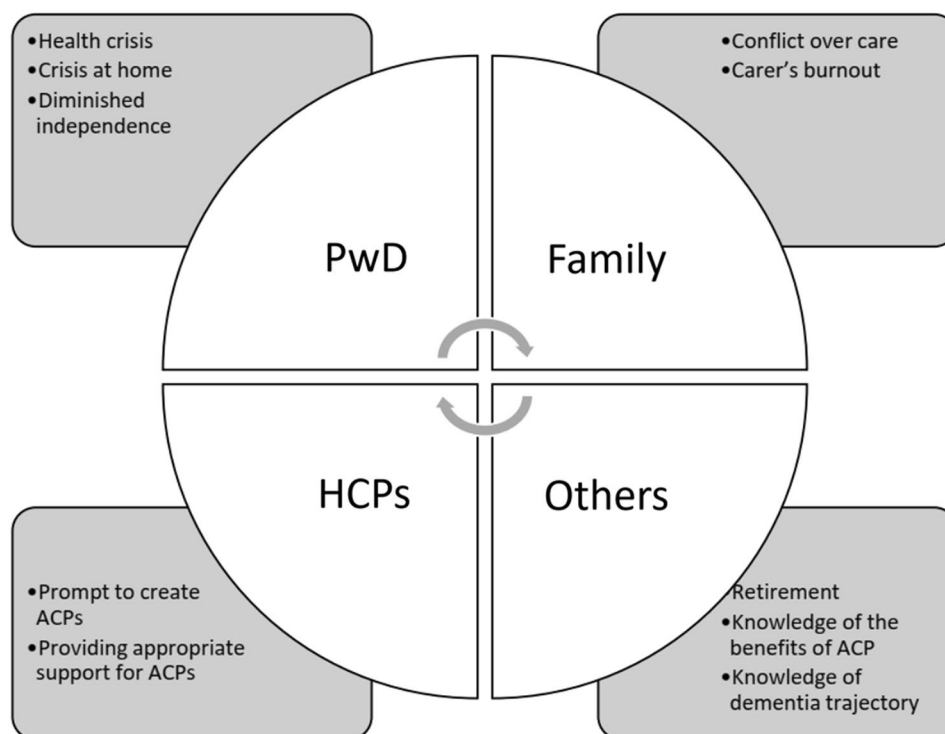 •Health crisis
•Crisis at home
•Diminished
independence
•Conflict over care
•Carer's burnout
PwD
Family
HCPs
Others
•Prompt to create
ACPs
•Providing appropriate
support for ACPs
Retirement
•Knowledge of the
benefits of ACP
•Knowledge of
dementia trajectory